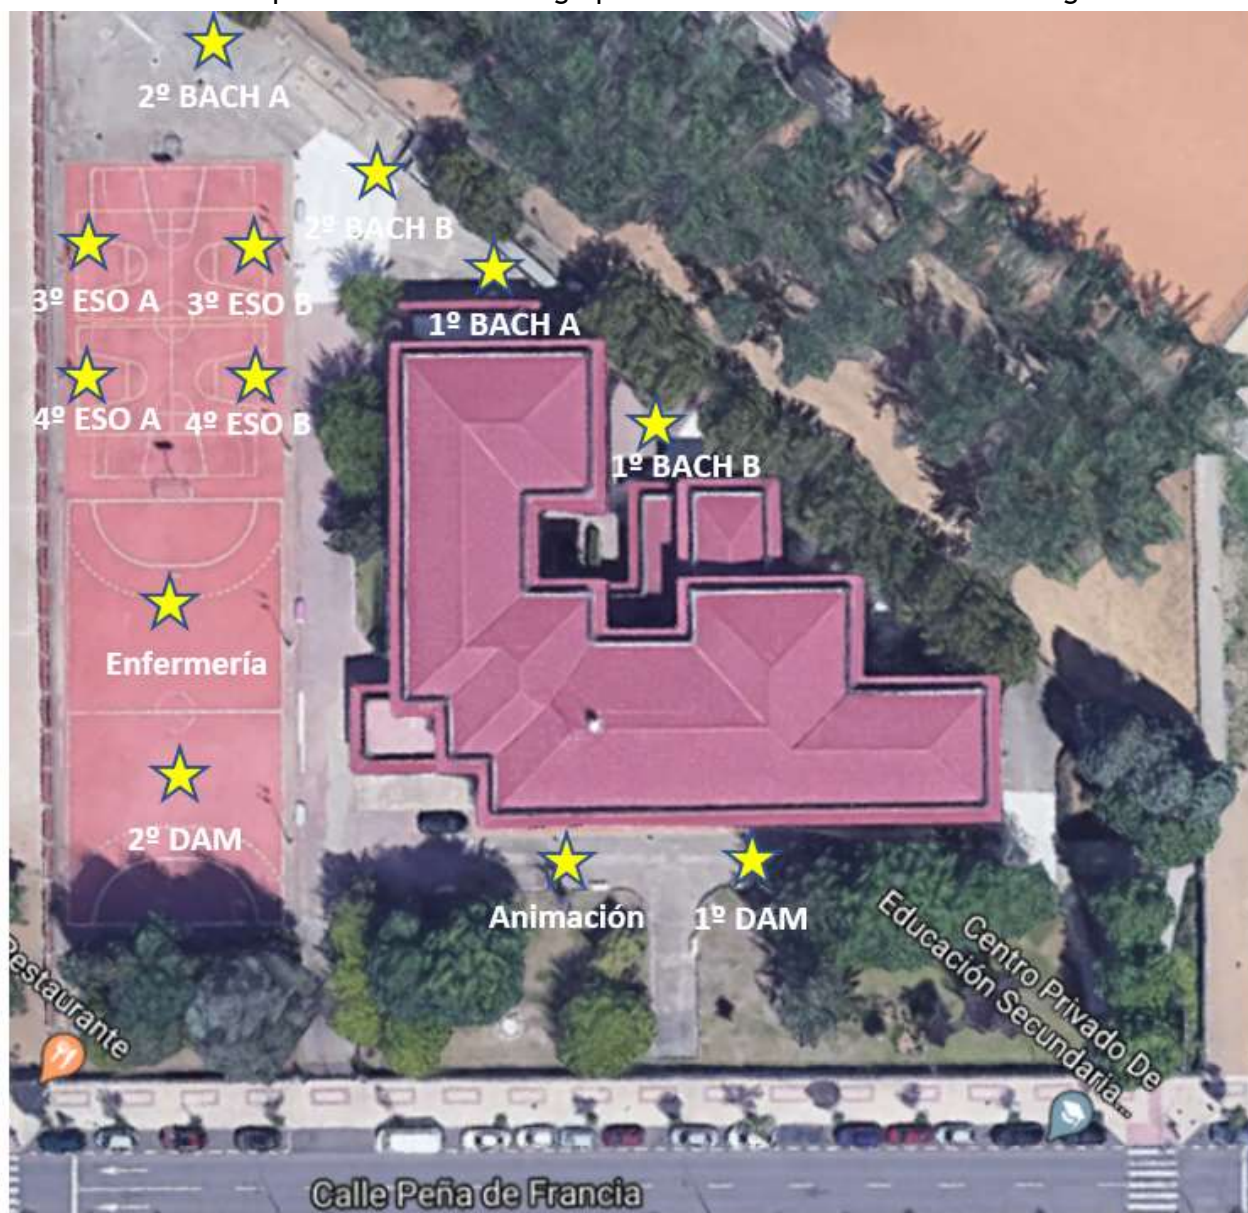 2º BACH A
2º BACH B
3º ESO A
3º ESO B
1º BACH A
4º ESO A
4º ESO B
1º BACH B
Enfermería
2º DAM
Animación
1º DAM
Centro Privado De
Educación Secundaria...
Restaurante
Calle Peña de Francia